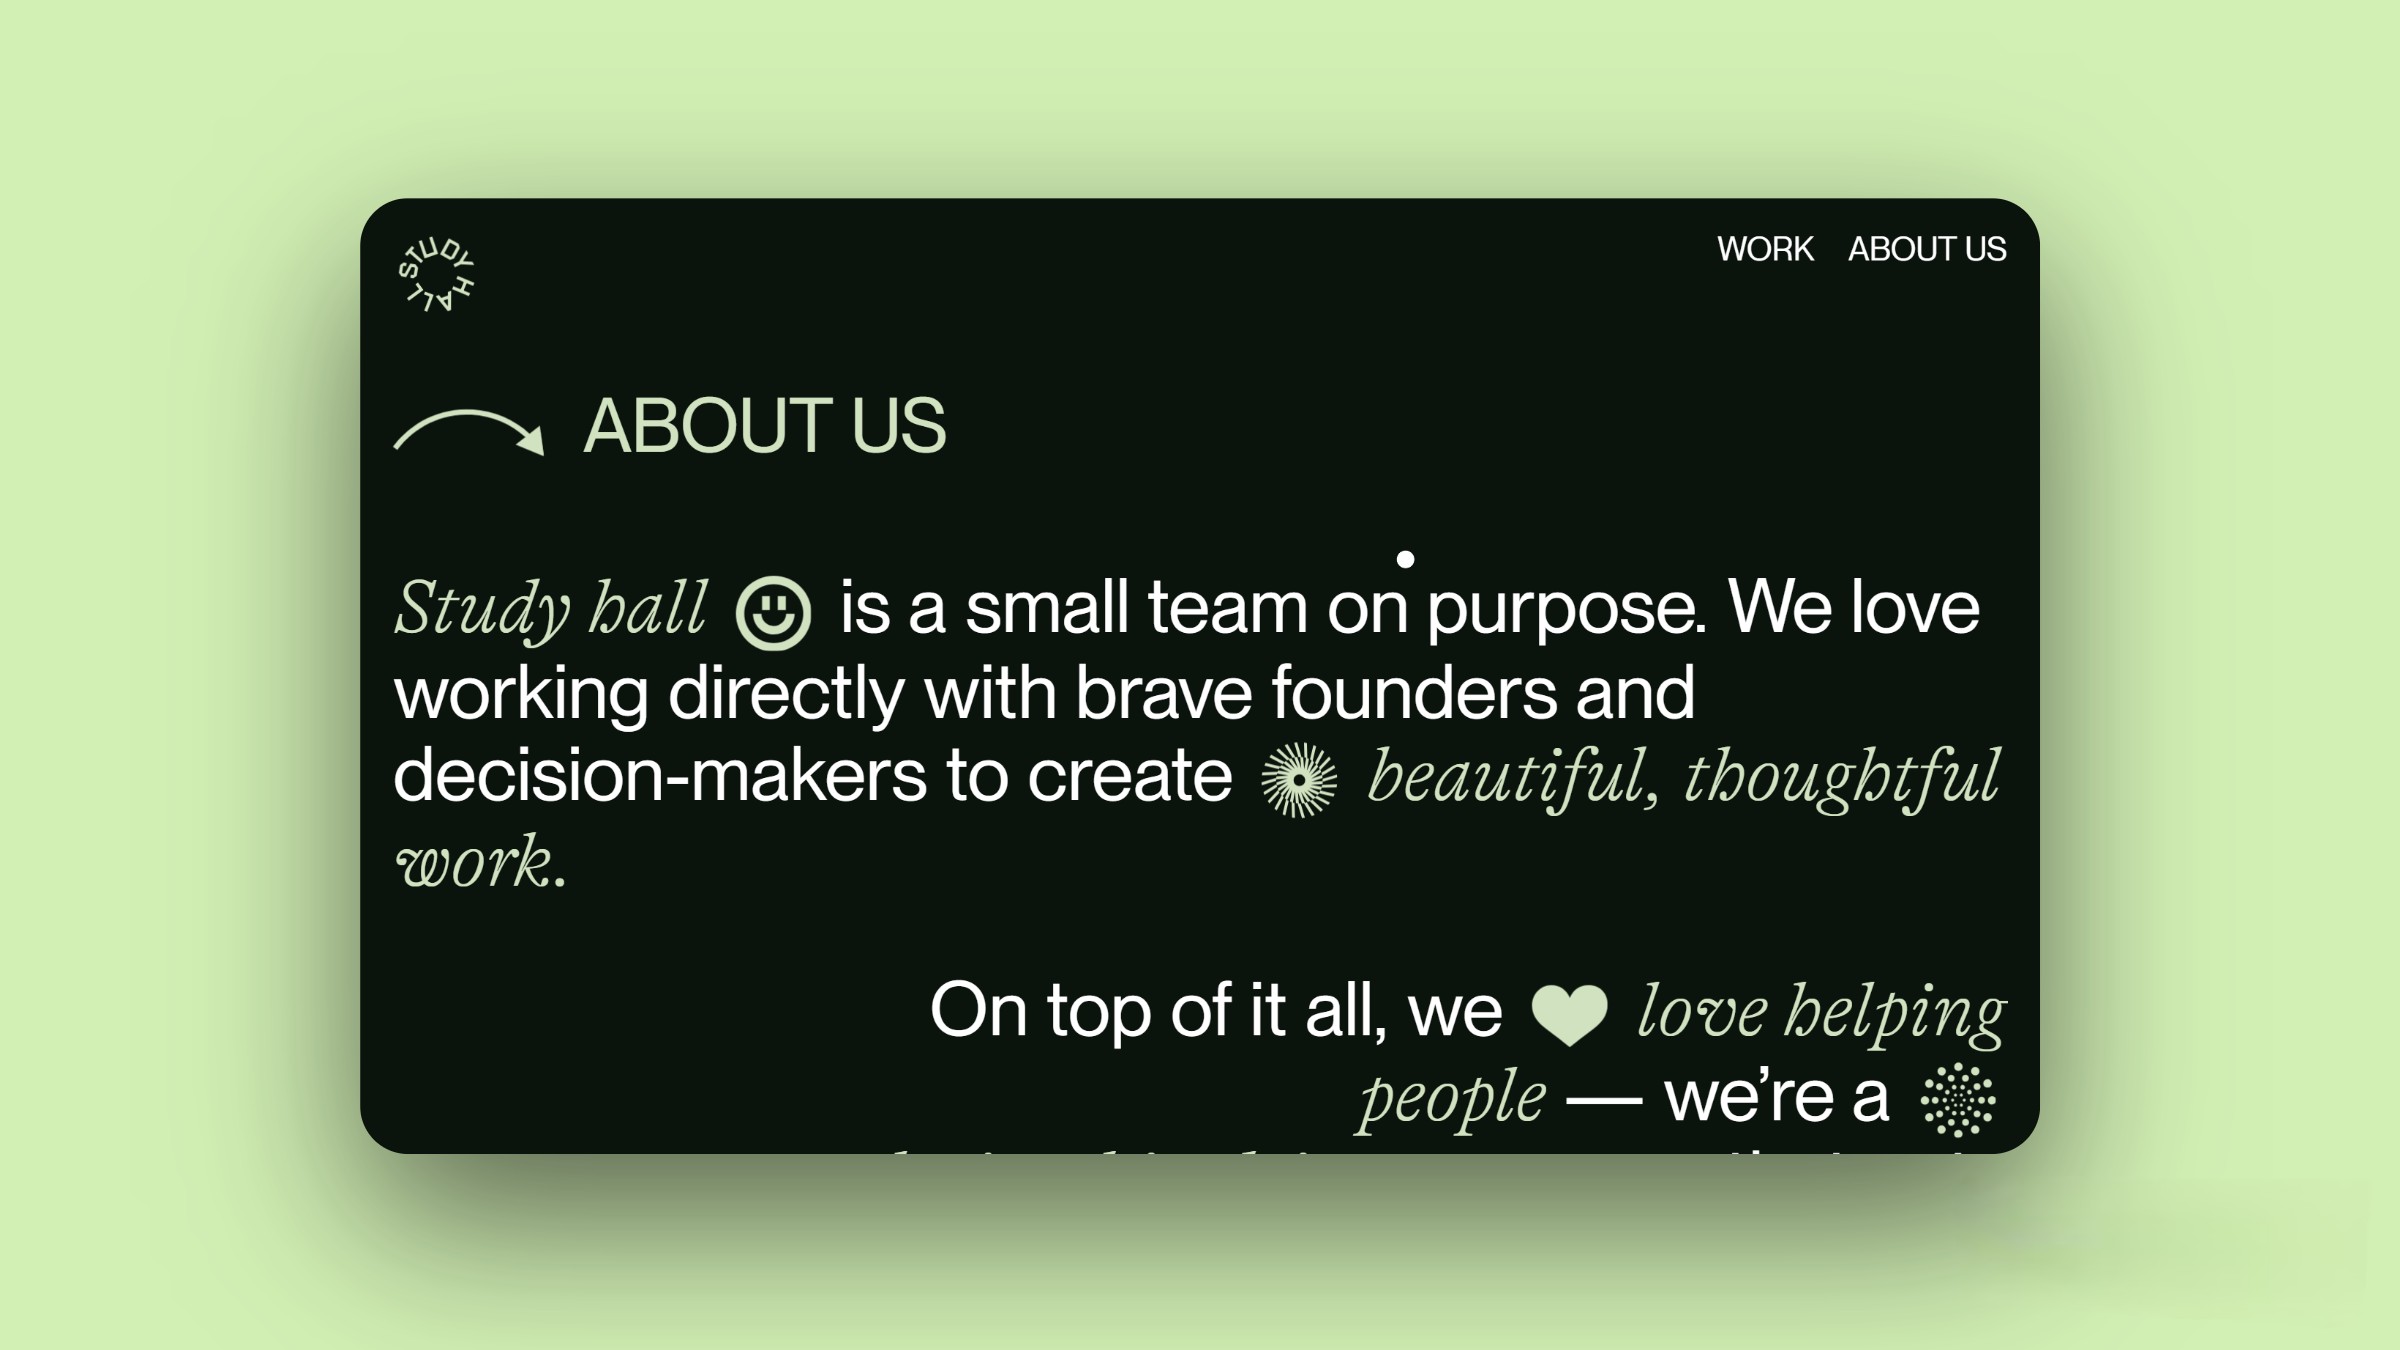 STUDY HALL
WORK ABOUT US
ABOUT US
Study hall is a small team on purpose. We love
working directly with brave founders and
decision-makers to create beautiful, thoughtful
work.
On top of it all, we love helping
people — we’re a